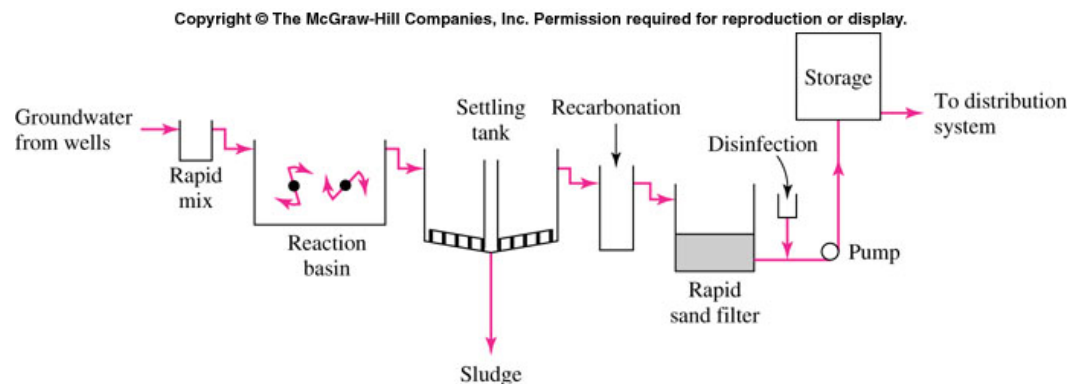 Copyright © The McGraw-Hill Companies, Inc. Permission required for reproduction or display.
Groundwater
from wells
Rapid
mix
Reaction
basin
Settling
tank
Sludge
Recarbonation
Rapid
sand filter
Disinfection
Pump
Storage
To distribution
system